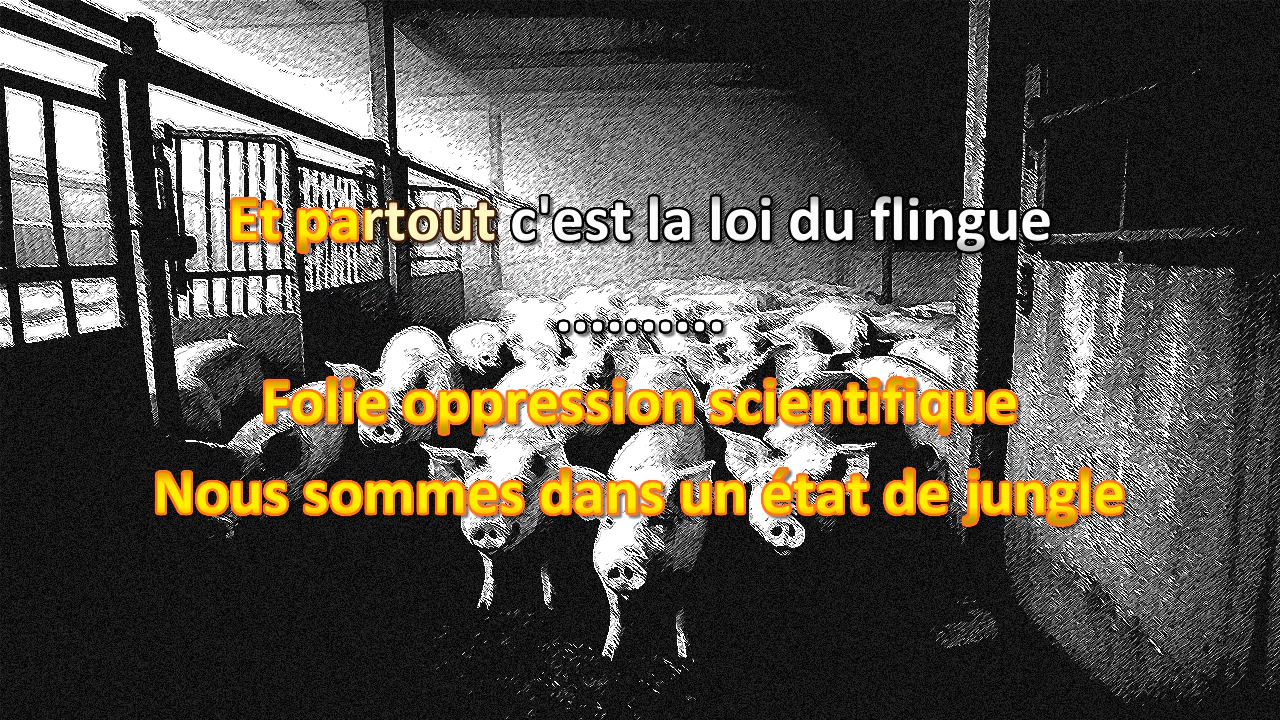 Et partout c'est la loi du flingue
..........
Folie oppression scientifique
Nous sommes dans un état de jungle